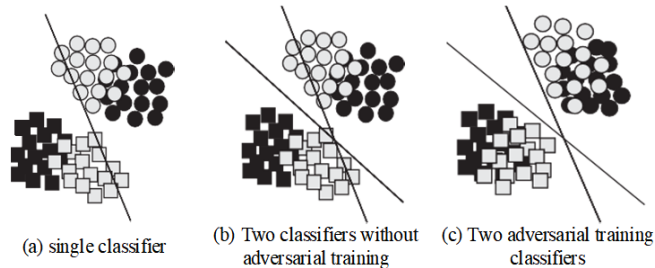 (a) single classifier
(b) Two classifiers without
adversarial training
(c) Two adversarial training
classifiers